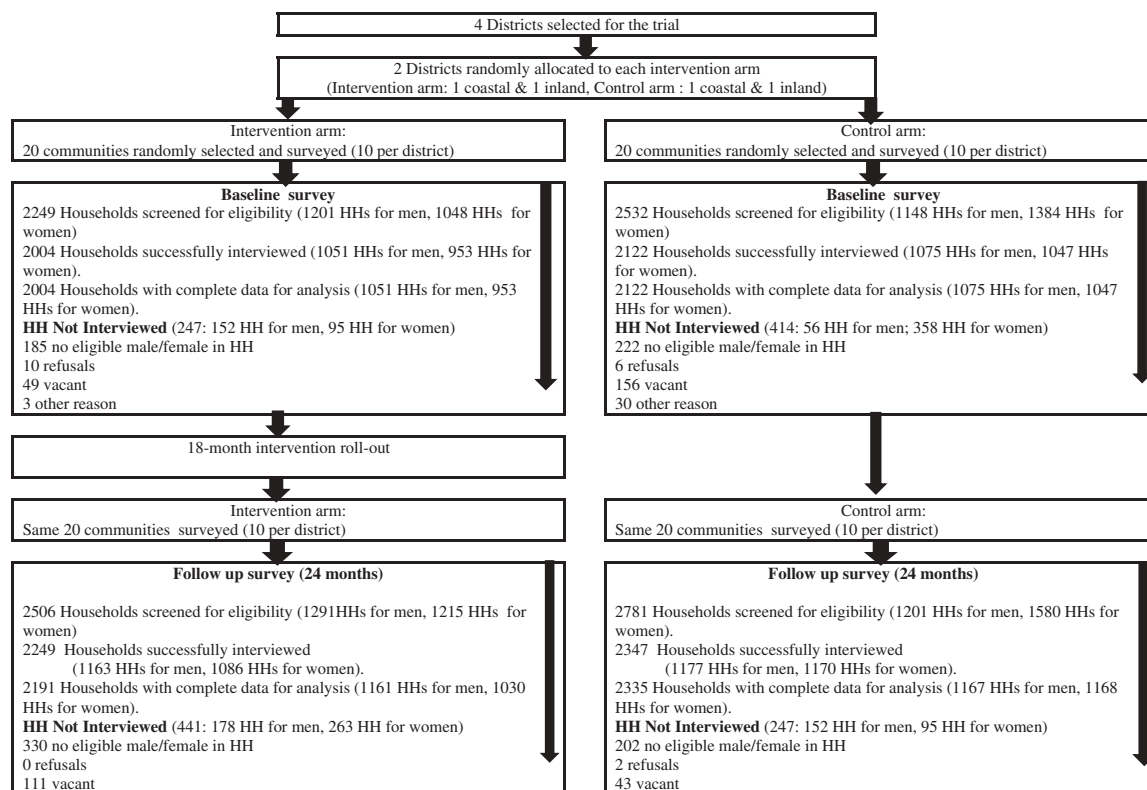 4 Districts selected for the trial
2 Districts randomly allocated to each intervention arm
(Intervention arm: 1 coastal & 1 inland, Control arm : 1 coastal & 1 inland)
Intervention arm:
20 communities randomly selected and surveyed (10 per district)
Baseline survey
2249 Households screened for eligibility (1201 HHs for men, 1048 HHs for
women)
2004 Households successfully interviewed (1051 HHs for men, 953 HHs for
women).
2004 Households with complete data for analysis (1051 HHs for men, 953
HHs for women).
HH Not Interviewed (247: 152 HH for men, 95 HH for women)
185 no eligible male/female in HH
10 refusals
49 vacant
3 other reason
18-month intervention roll-out
Intervention arm:
Same 20 communities surveyed (10 per district)
Follow up survey (24 months)
2506 Households screened for eligibility (1291HHs for men, 1215 HHs for
women)
2249 Households successfully interviewed
(1163 HHs for men, 1086 HHs for women).
2191 Households with complete data for analysis (1161 HHs for men, 1030
HHs for women).
HH Not Interviewed (441: 178 HH for men, 263 HH for women)
330 no eligible male/female in HH
0 refusals
111 vacant
Control arm:
20 communities randomly selected and surveyed (10 per district)
Baseline survey
2532 Households screened for eligibility (1148 HHs for men, 1384 HHs for
women)
2122 Households successfully interviewed (1075 HHs for men, 1047 HHs
for women).
2122 Households with complete data for analysis (1075 HHs for men, 1047
HHs for women).
HH Not Interviewed (414: 56 HH for men; 358 HH for women)
222 no eligible male/female in HH
6 refusals
156 vacant
30 other reason
Control arm:
Same 20 communities surveyed (10 per district)
Follow up survey (24 months)
2781 Households screened for eligibility (1201 HHs for men, 1580 HHs for
women).
2347 Households successfully interviewed
(1177 HHs for men, 1170 HHs for women).
2335 Households with complete data for analysis (1167 HHs for men, 1168
HHs for women).
HH Not Interviewed (247: 152 HH for men, 95 HH for women)
202 no eligible male/female in HH
2 refusals
43 vacant